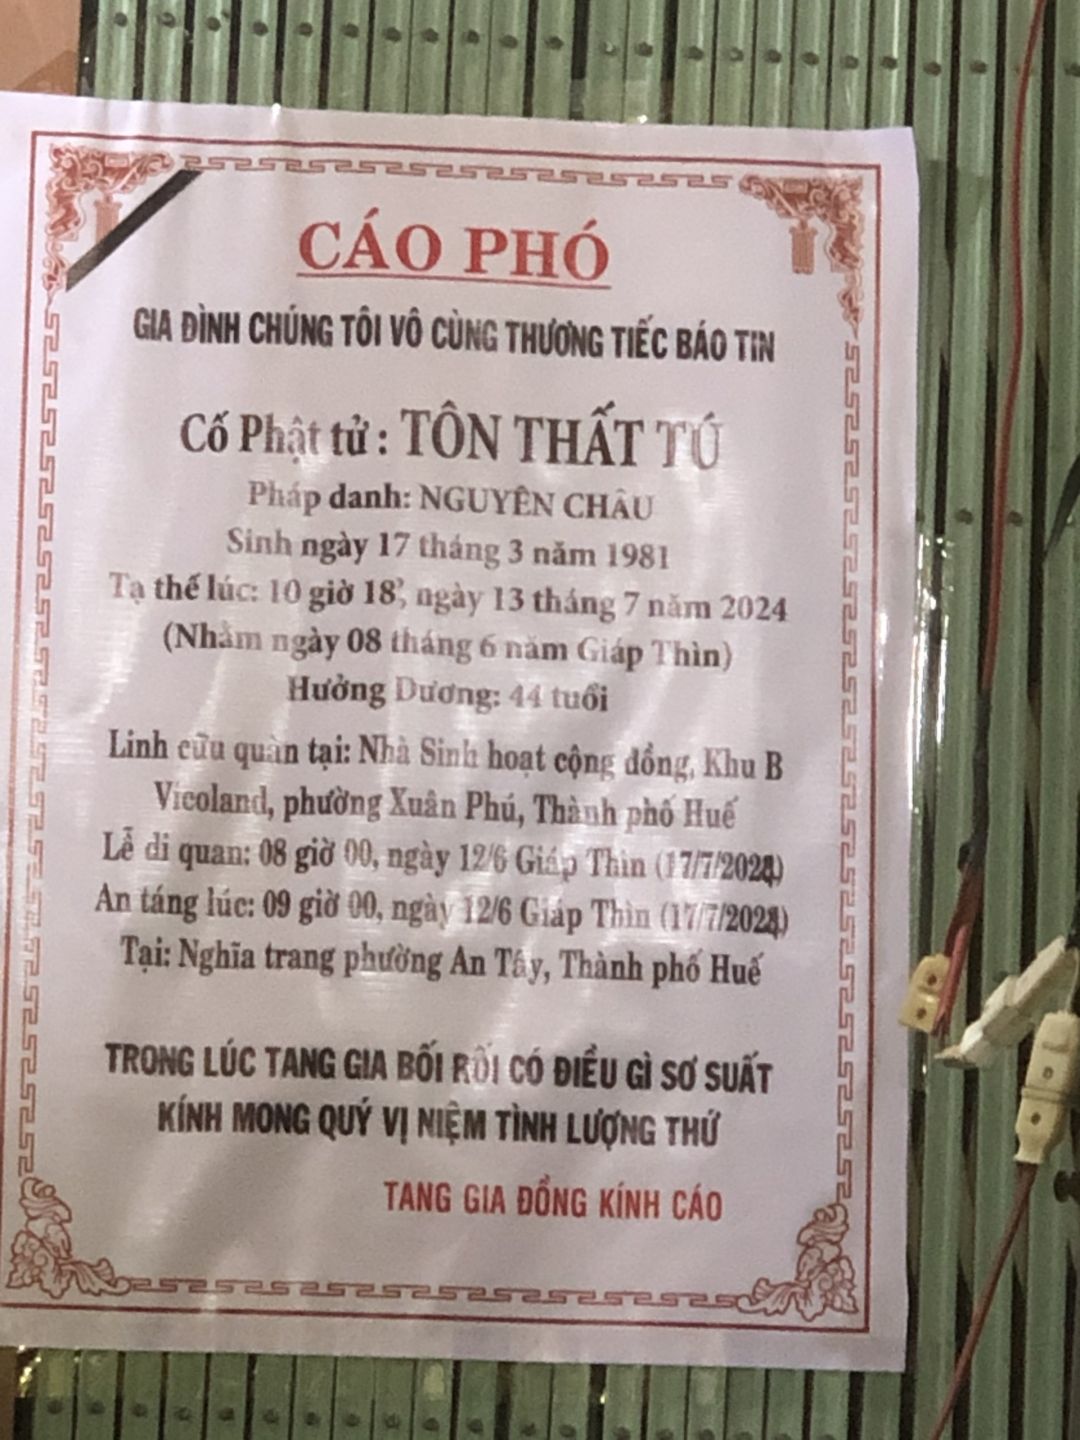 CÁO PHÓ
GIA ĐÌNH CHÚNG TÔI VÔ CÙNG THƯƠNG TIẾC BÁO TIN
Cố Phật tử : TÔN THẤT TÚ
Pháp danh: NGUYÊN CHÂU
Sinh ngày 17 tháng 3 năm 1981
Tạ thế lúc: 10 giờ 18’, ngày 13 tháng 7 năm 2024
(Nhằm ngày 08 tháng 6 năm Giáp Thìn)
Hưởng Dương: 44 tuổi
Linh cữu quàn tại: Nhà Sinh hoạt cộng đồng, Khu B
Vicoland, phường Xuân Phú, Thành phố Huế
Lễ di quan: 08 giờ 00, ngày 12/6 Giáp Thìn (17/7/2024)
An táng lúc: 09 giờ 00, ngày 12/6 Giáp Thìn (17/7/2024)
Tại: Nghĩa trang phường An Tây, Thành phố Huế
TRONG LÚC TANG GIA BỐI RỐI CÓ ĐIỀU GÌ SƠ SUẤT
KÍNH MONG QUÝ VỊ NIỆM TÌNH LƯỢNG THỨ
TANG GIA ĐỒNG KÍNH CÁO